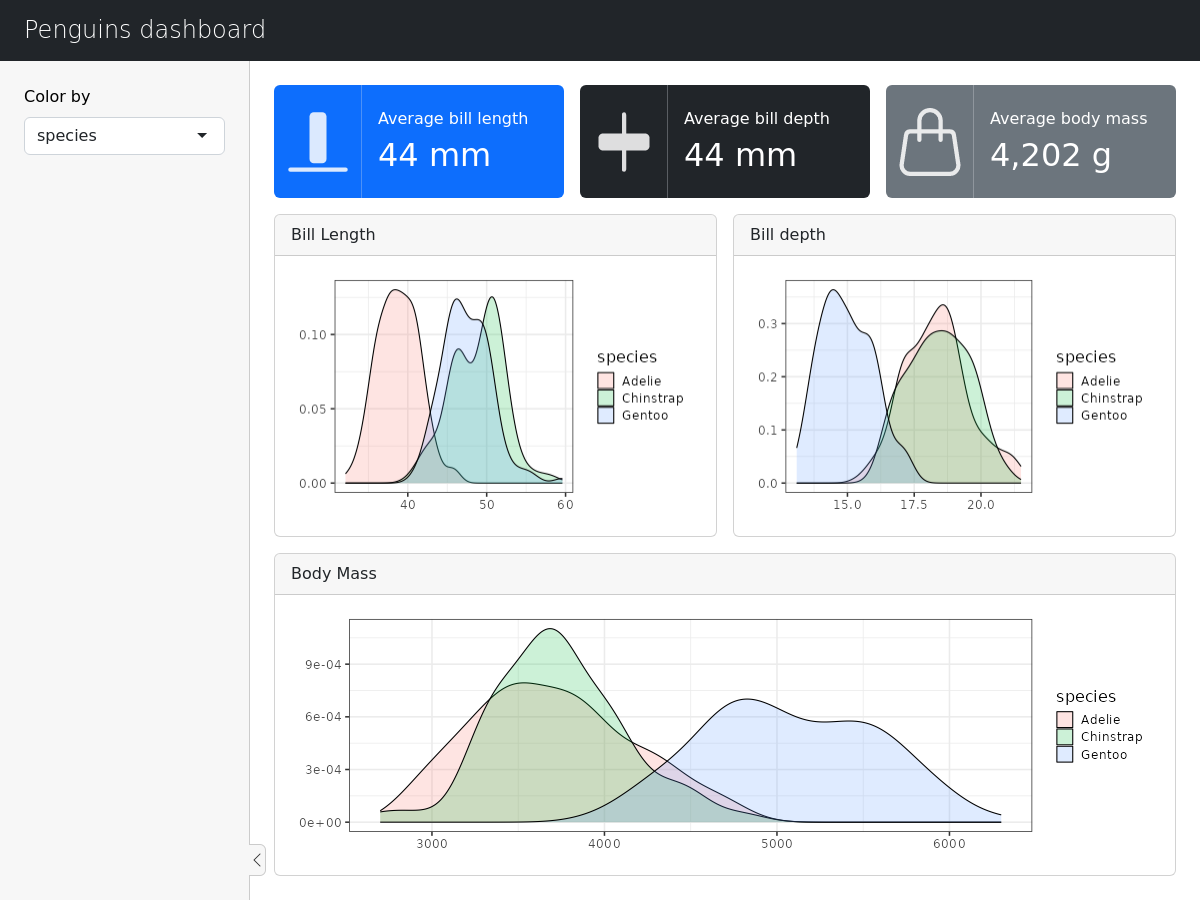 Penguins dashboard
Color by
species
Average bill length
44 mm
Average bill depth
44 mm
Average body mass
4,202 g
Bill Length
0.10
0.05
0.00
40 50 60
species
Adelie
Chinstrap
Gentoo
Bill depth
0.3
0.2
0.1
0.0
15.0 17.5 20.0
species
Adelie
Chinstrap
Gentoo
Body Mass
9e-04
6e-04
3e-04
0e+00
3000 4000 5000 6000
species
Adelie
Chinstrap
Gentoo